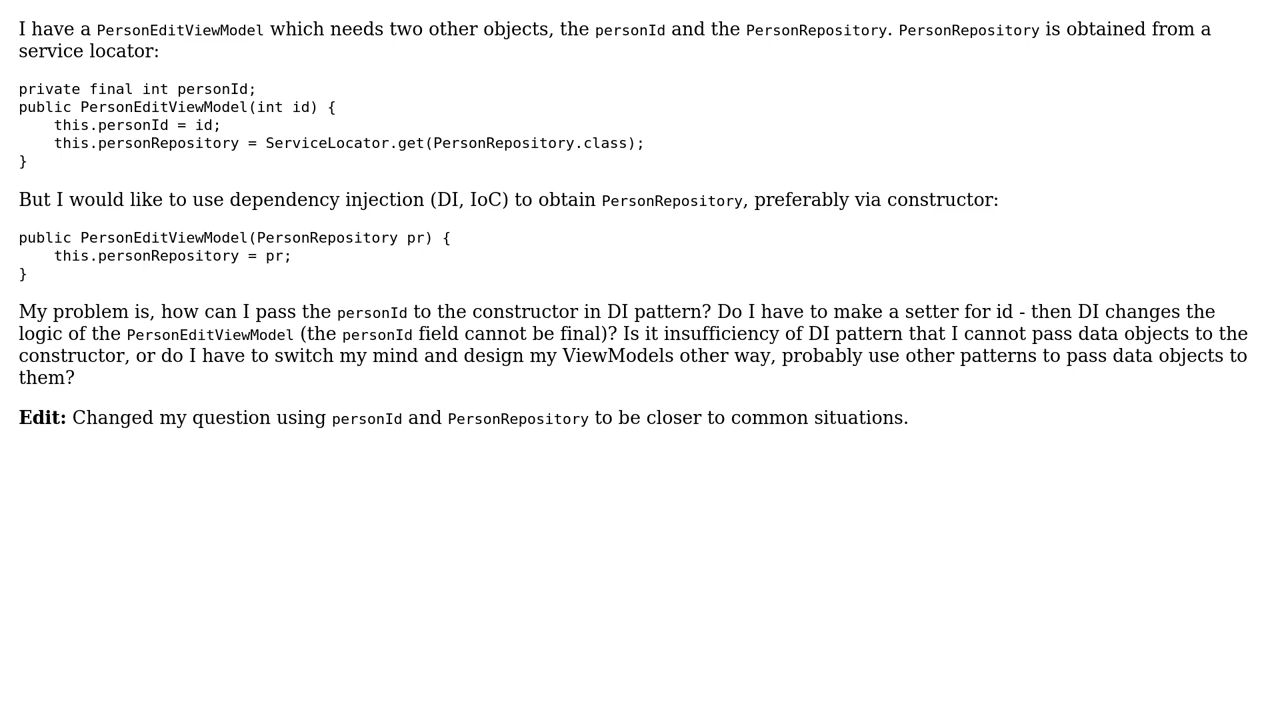 I have a PersonEditViewModel which needs two other objects, the personId and the PersonRepository. PersonRepository is obtained from a
service locator:
private final int personId;
public PersonEditViewModel(int id) {
    this.personId = id;
    this.personRepository = ServiceLocator.get(PersonRepository.class);
}
But I would like to use dependency injection (DI, IoC) to obtain PersonRepository, preferably via constructor:
public PersonEditViewModel(PersonRepository pr) {
    this.personRepository = pr;
}
My problem is, how can I pass the personId to the constructor in DI pattern? Do I have to make a setter for id - then DI changes the
logic of the PersonEditViewModel (the personId field cannot be final)? Is it insufficiency of DI pattern that I cannot pass data objects to the
constructor, or do I have to switch my mind and design my ViewModels other way, probably use other patterns to pass data objects to
them?
Edit: Changed my question using personId and PersonRepository to be closer to common situations.